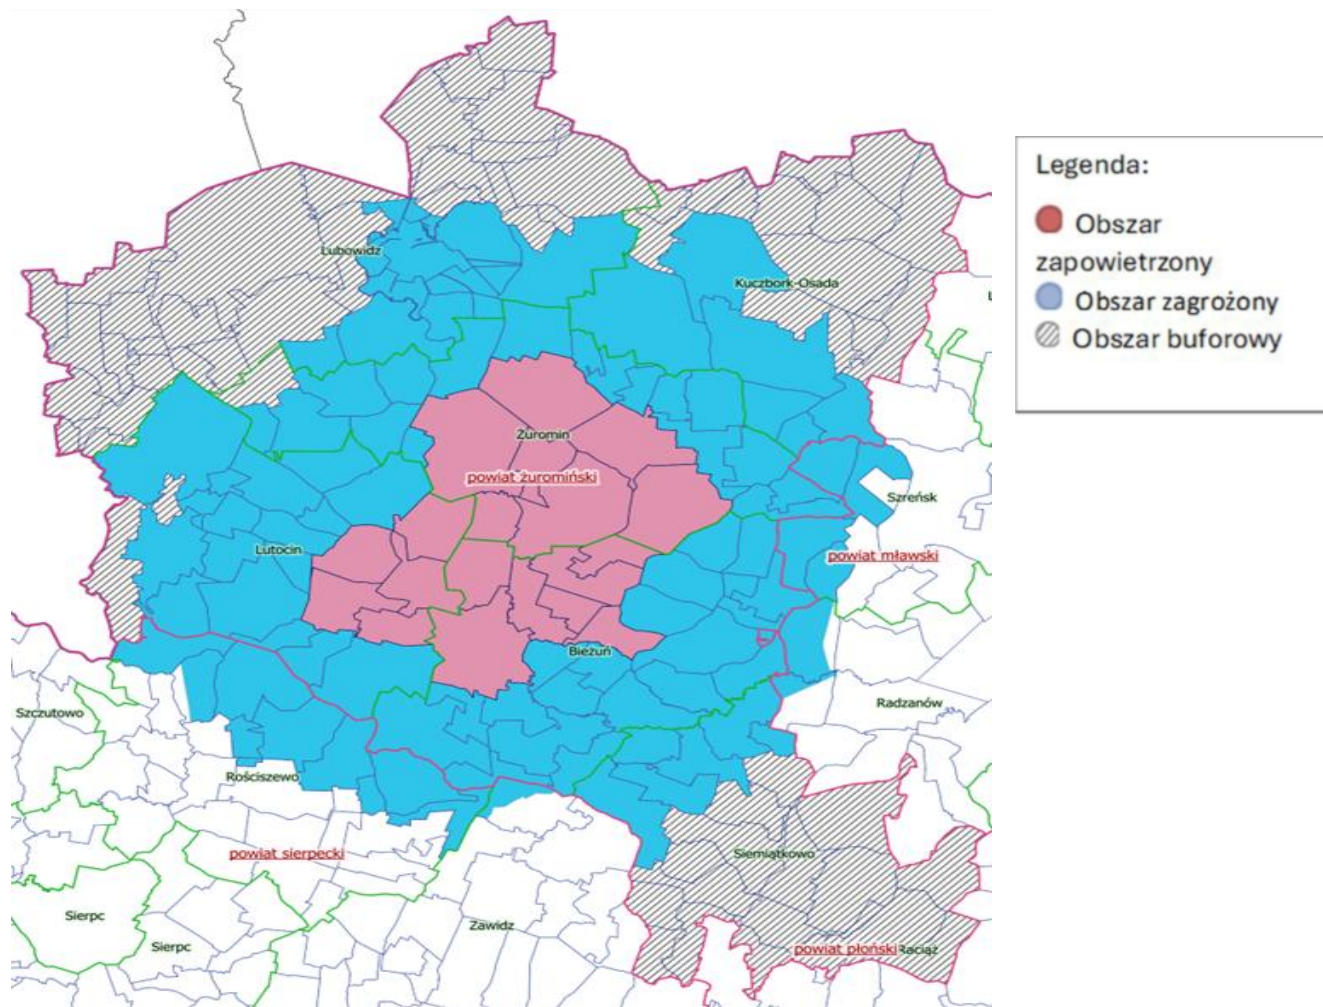 Lubowidz
Kuczbork-Osada
Żuromin
powiat żuromiński
Szreńsk
Lutocin
powiat mławski
Bieżuń
Radzanów
Szczutowo
Rościszewo
powiat sierpecki
Siemiątkowo
Sierpc
Zawidz
Sierpc
powiat płoński
Raciąż
Legenda:
Obszar
zapowietrzony
Obszar zagrożony
Obszar buforowy